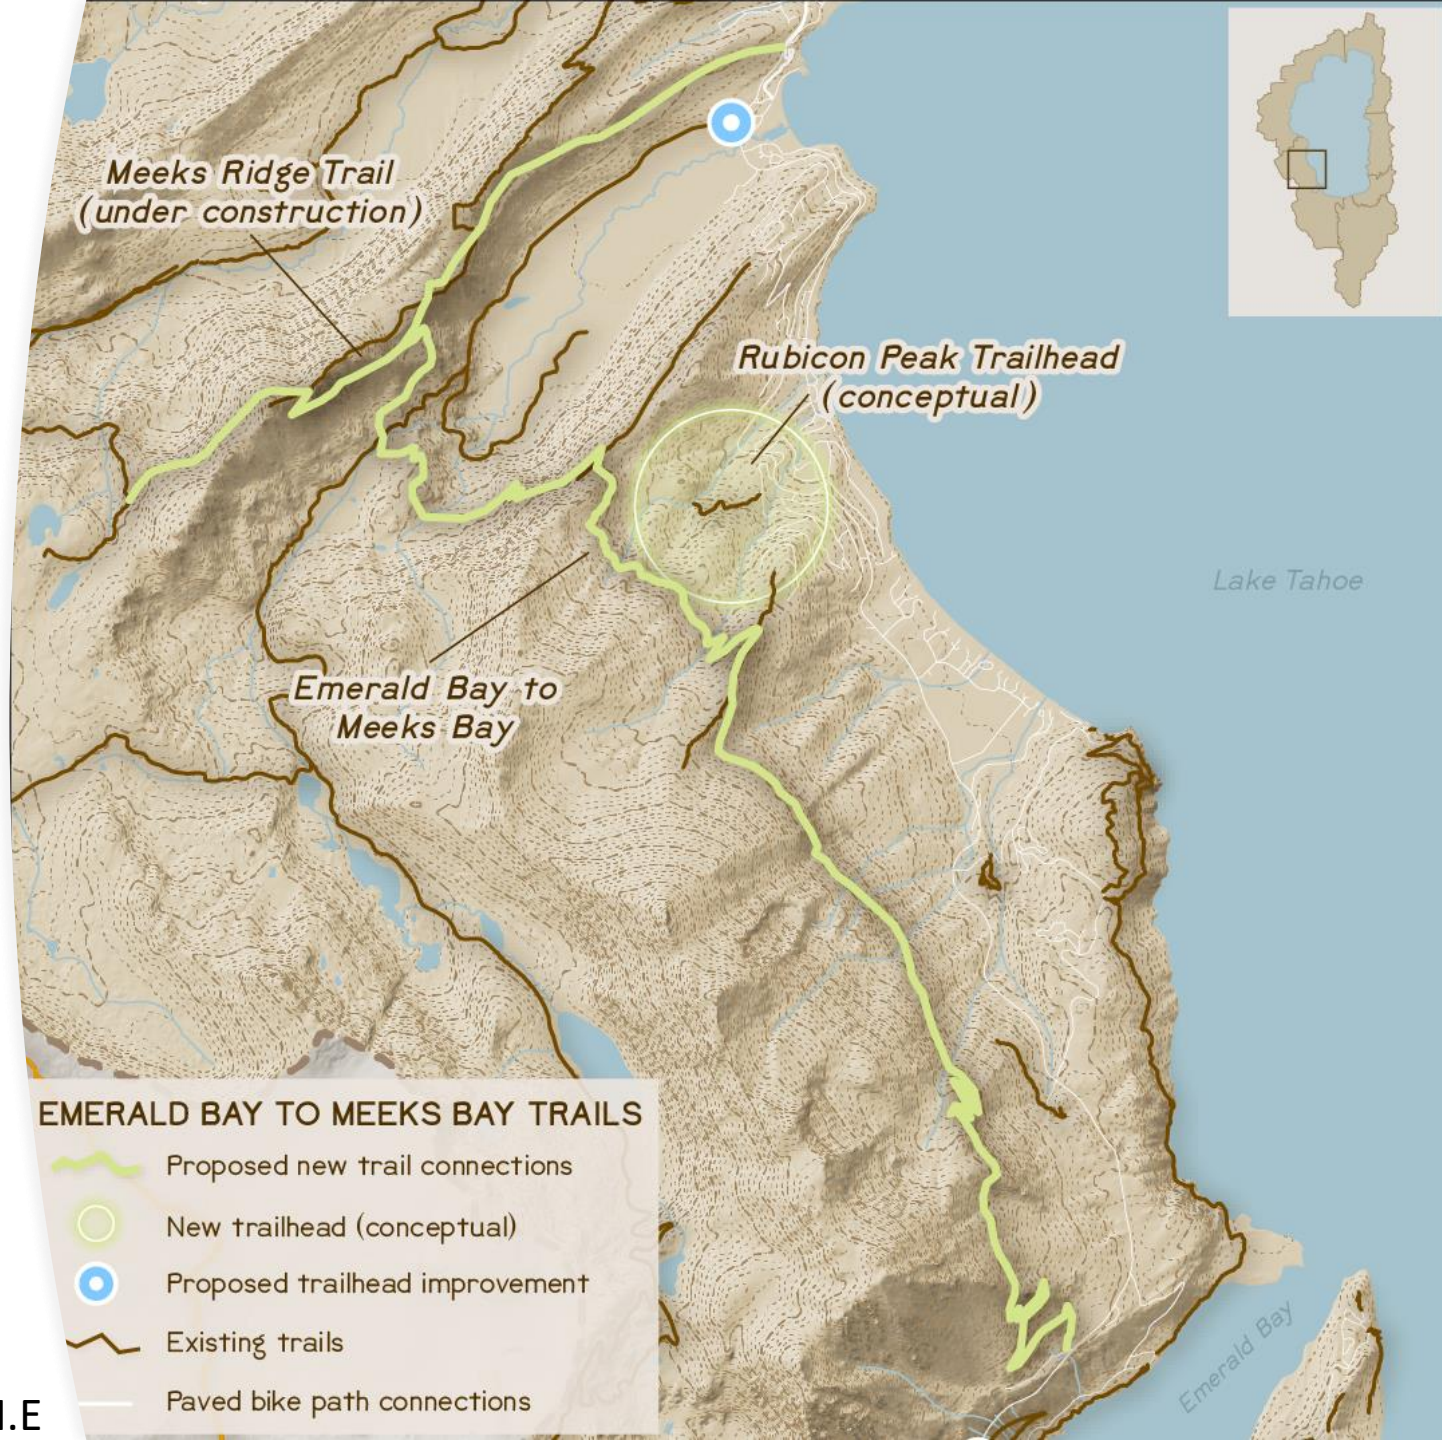 Meeks Ridge Trail
(under construction)
Rubicon Peak Trailhead
(conceptual)
Lake Tahoe
Emerald Bay to
Meeks Bay
EMERALD BAY TO MEEKS BAY TRAILS
Proposed new trail connections
New trailhead (conceptual)
Proposed trailhead improvement
Existing trails
Paved bike path connections
Emerald Bay
.E